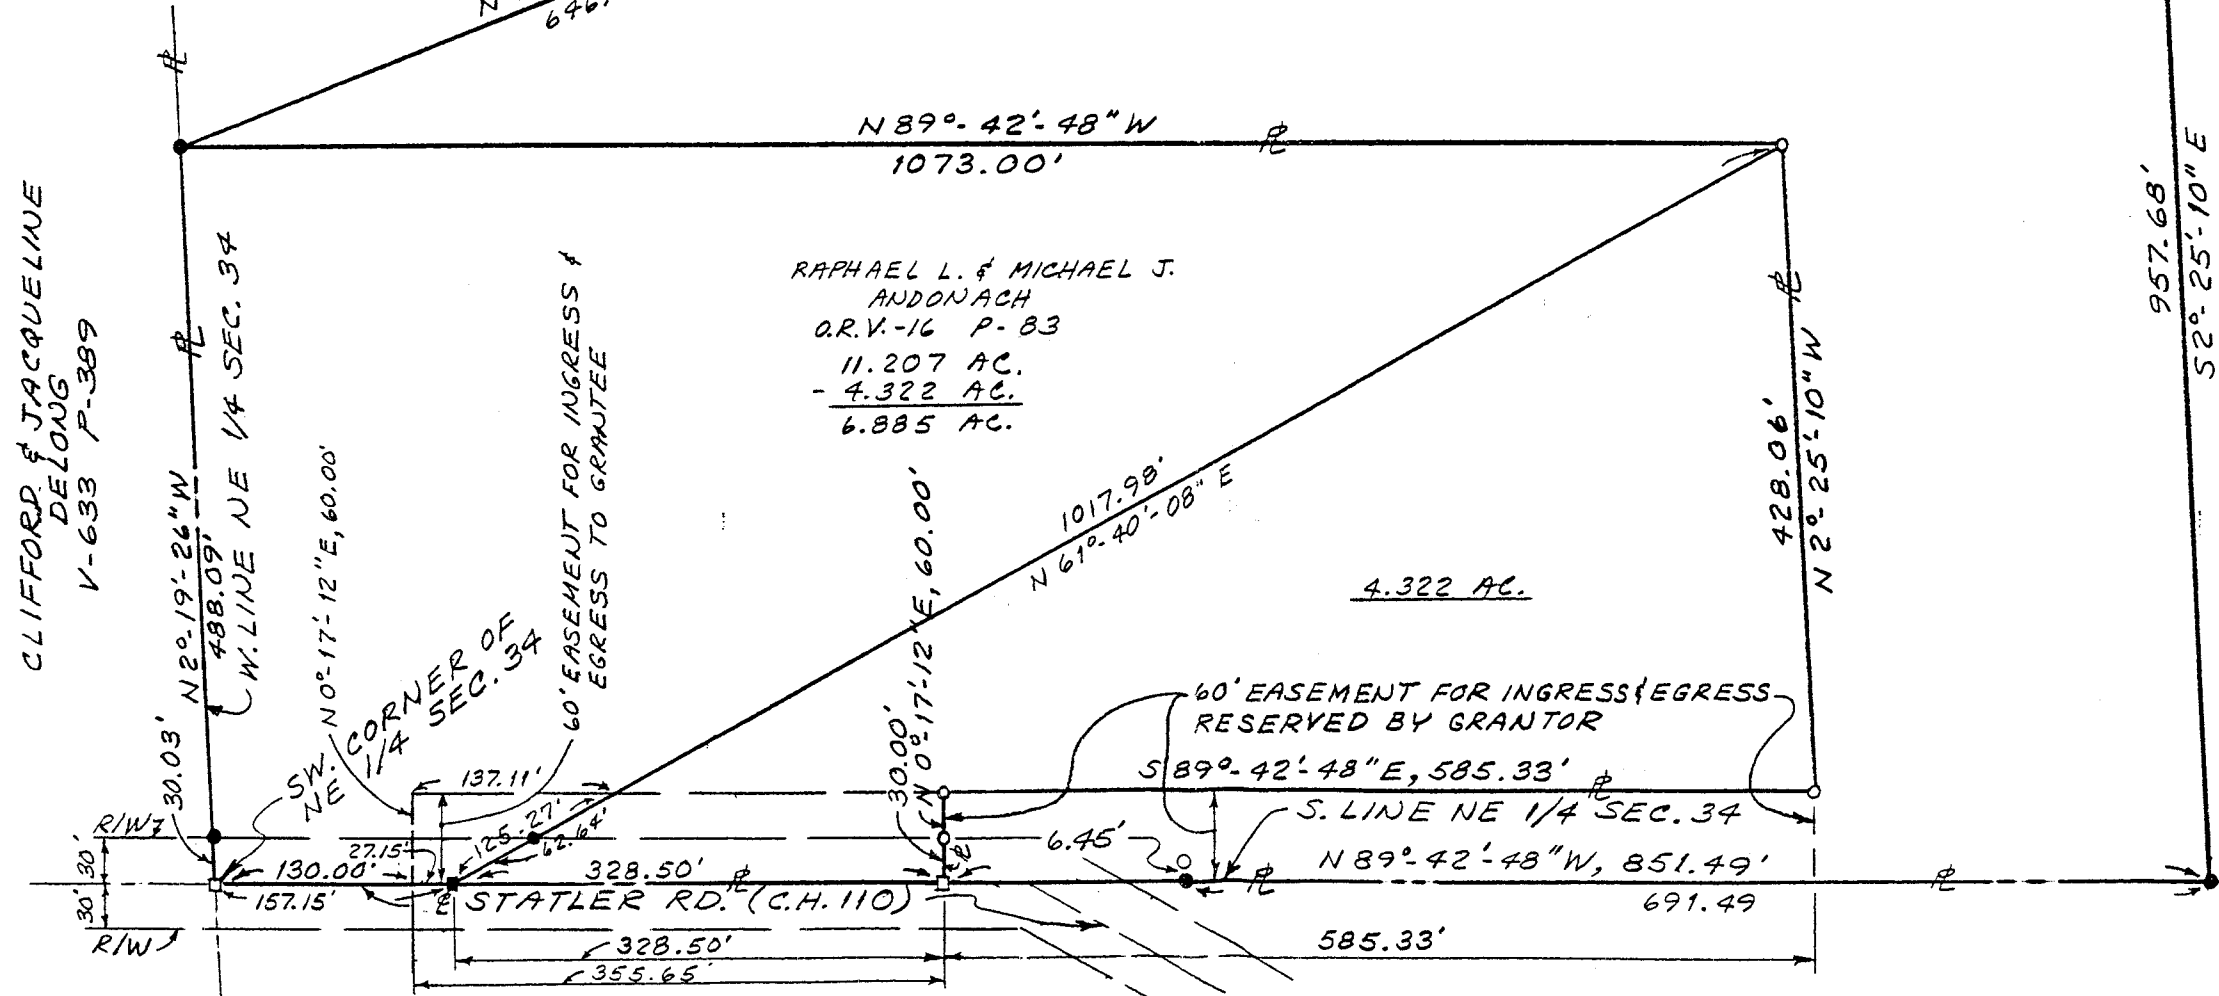 646.
N 89°- 42'- 48" W
1073.00'
CLIFFORD & JACQUELINE
DELONG
V-633 P-389
N 2°-19'-26" W
488.09'
W. LINE NE 1/4 SEC. 34
N 0°-17'-12" E, 60.00'
SW. CORNER OF
NE 1/4 SEC. 34
60' EASEMENT FOR INGRESS &
EGRESS TO GRANTEE
RAPHAEL L. & MICHAEL J.
ANDONACH
O.R.V.-16 P-83
11.207 AC.
- 4.322 AC.
6.885 AC.
1017.98'
N 61°-40'-08" E
N 0°-17'-12" E, 60.00'
30.00'
4.322 AC.
428.06'
N 2°-25'-10" W
957.68'
S 2°-25'-10" E
60' EASEMENT FOR INGRESS & EGRESS
RESERVED BY GRANTOR
S 89°-42'-48" E, 585.33'
S. LINE NE 1/4 SEC. 34
N 89°-42'-48" W, 851.49'
691.49
6.45'
137.11'
125.27'
62.64'
30.03'
R/W
30'
30'
R/W
27.15'
130.00'
157.15'
328.50'
STATLER RD. (C.H. 110)
328.50'
355.65'
585.33'